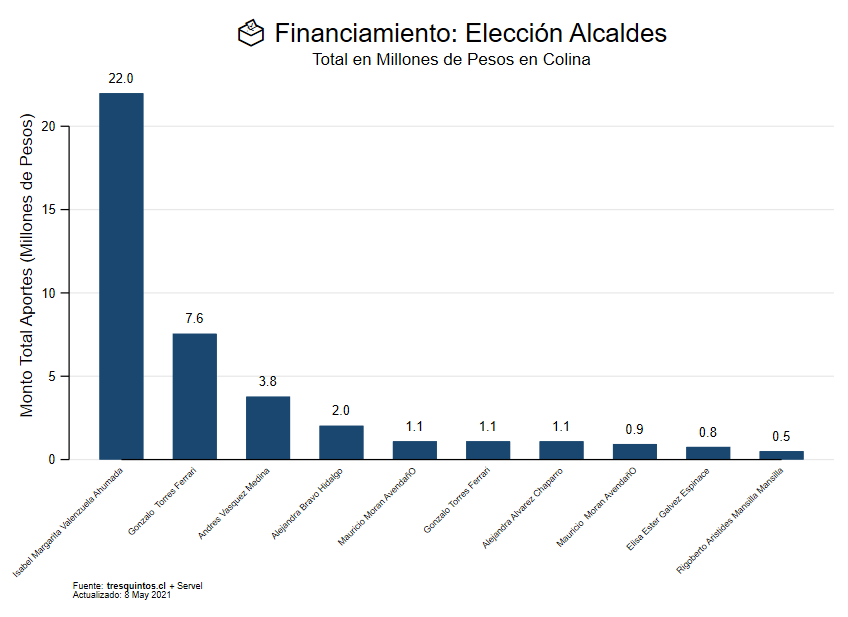 Financiamiento: Elección Alcaldes
Total en Millones de Pesos en Colina
Monto Total Aportes (Millones de Pesos)
20
15
10
5
0
22.0
7.6
3.8
2.0
1.1
1.1
1.1
0.9
0.8
0.5
Isabel Margarita Valenzuela Ahumada
Gonzalo  Torres Ferrari
Andres Vasquez Medina
Alejandra Bravo Hidalgo
Mauricio Moran AvendañO
Gonzalo Torres Ferrari
Alejandra Alvarez Chaparro
Mauricio  Moran AvendañO
Elisa Ester Galvez Espinace
Rigoberto Aristides Mansilla Mansilla
Fuente: tresquintos.cl + Servel
Actualizado: 8 May 2021